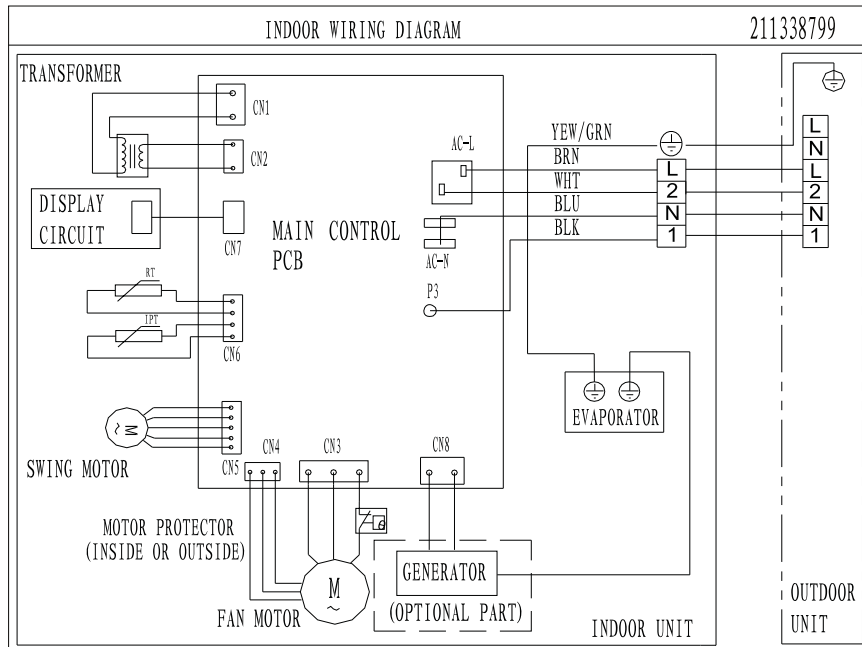 INDOOR WIRING DIAGRAM
211338799
TRANSFORMER
CN1
CN2
DISPLAY
CIRCUIT
CN7
MAIN CONTROL
PCB
AC-L
AC-N
P3
YEW/GRN
BRN
WHT
BLU
BLK
L
2
N
1
L
N
L
2
N
1
RT
IPT
CN6
EVAPORATOR
M
~
SWING MOTOR
CN5
CN4
CN3
CN8
MOTOR PROTECTOR
(INSIDE OR OUTSIDE)
θ
M
~
FAN MOTOR
GENERATOR
(OPTIONAL PART)
INDOOR UNIT
OUTDOOR
UNIT